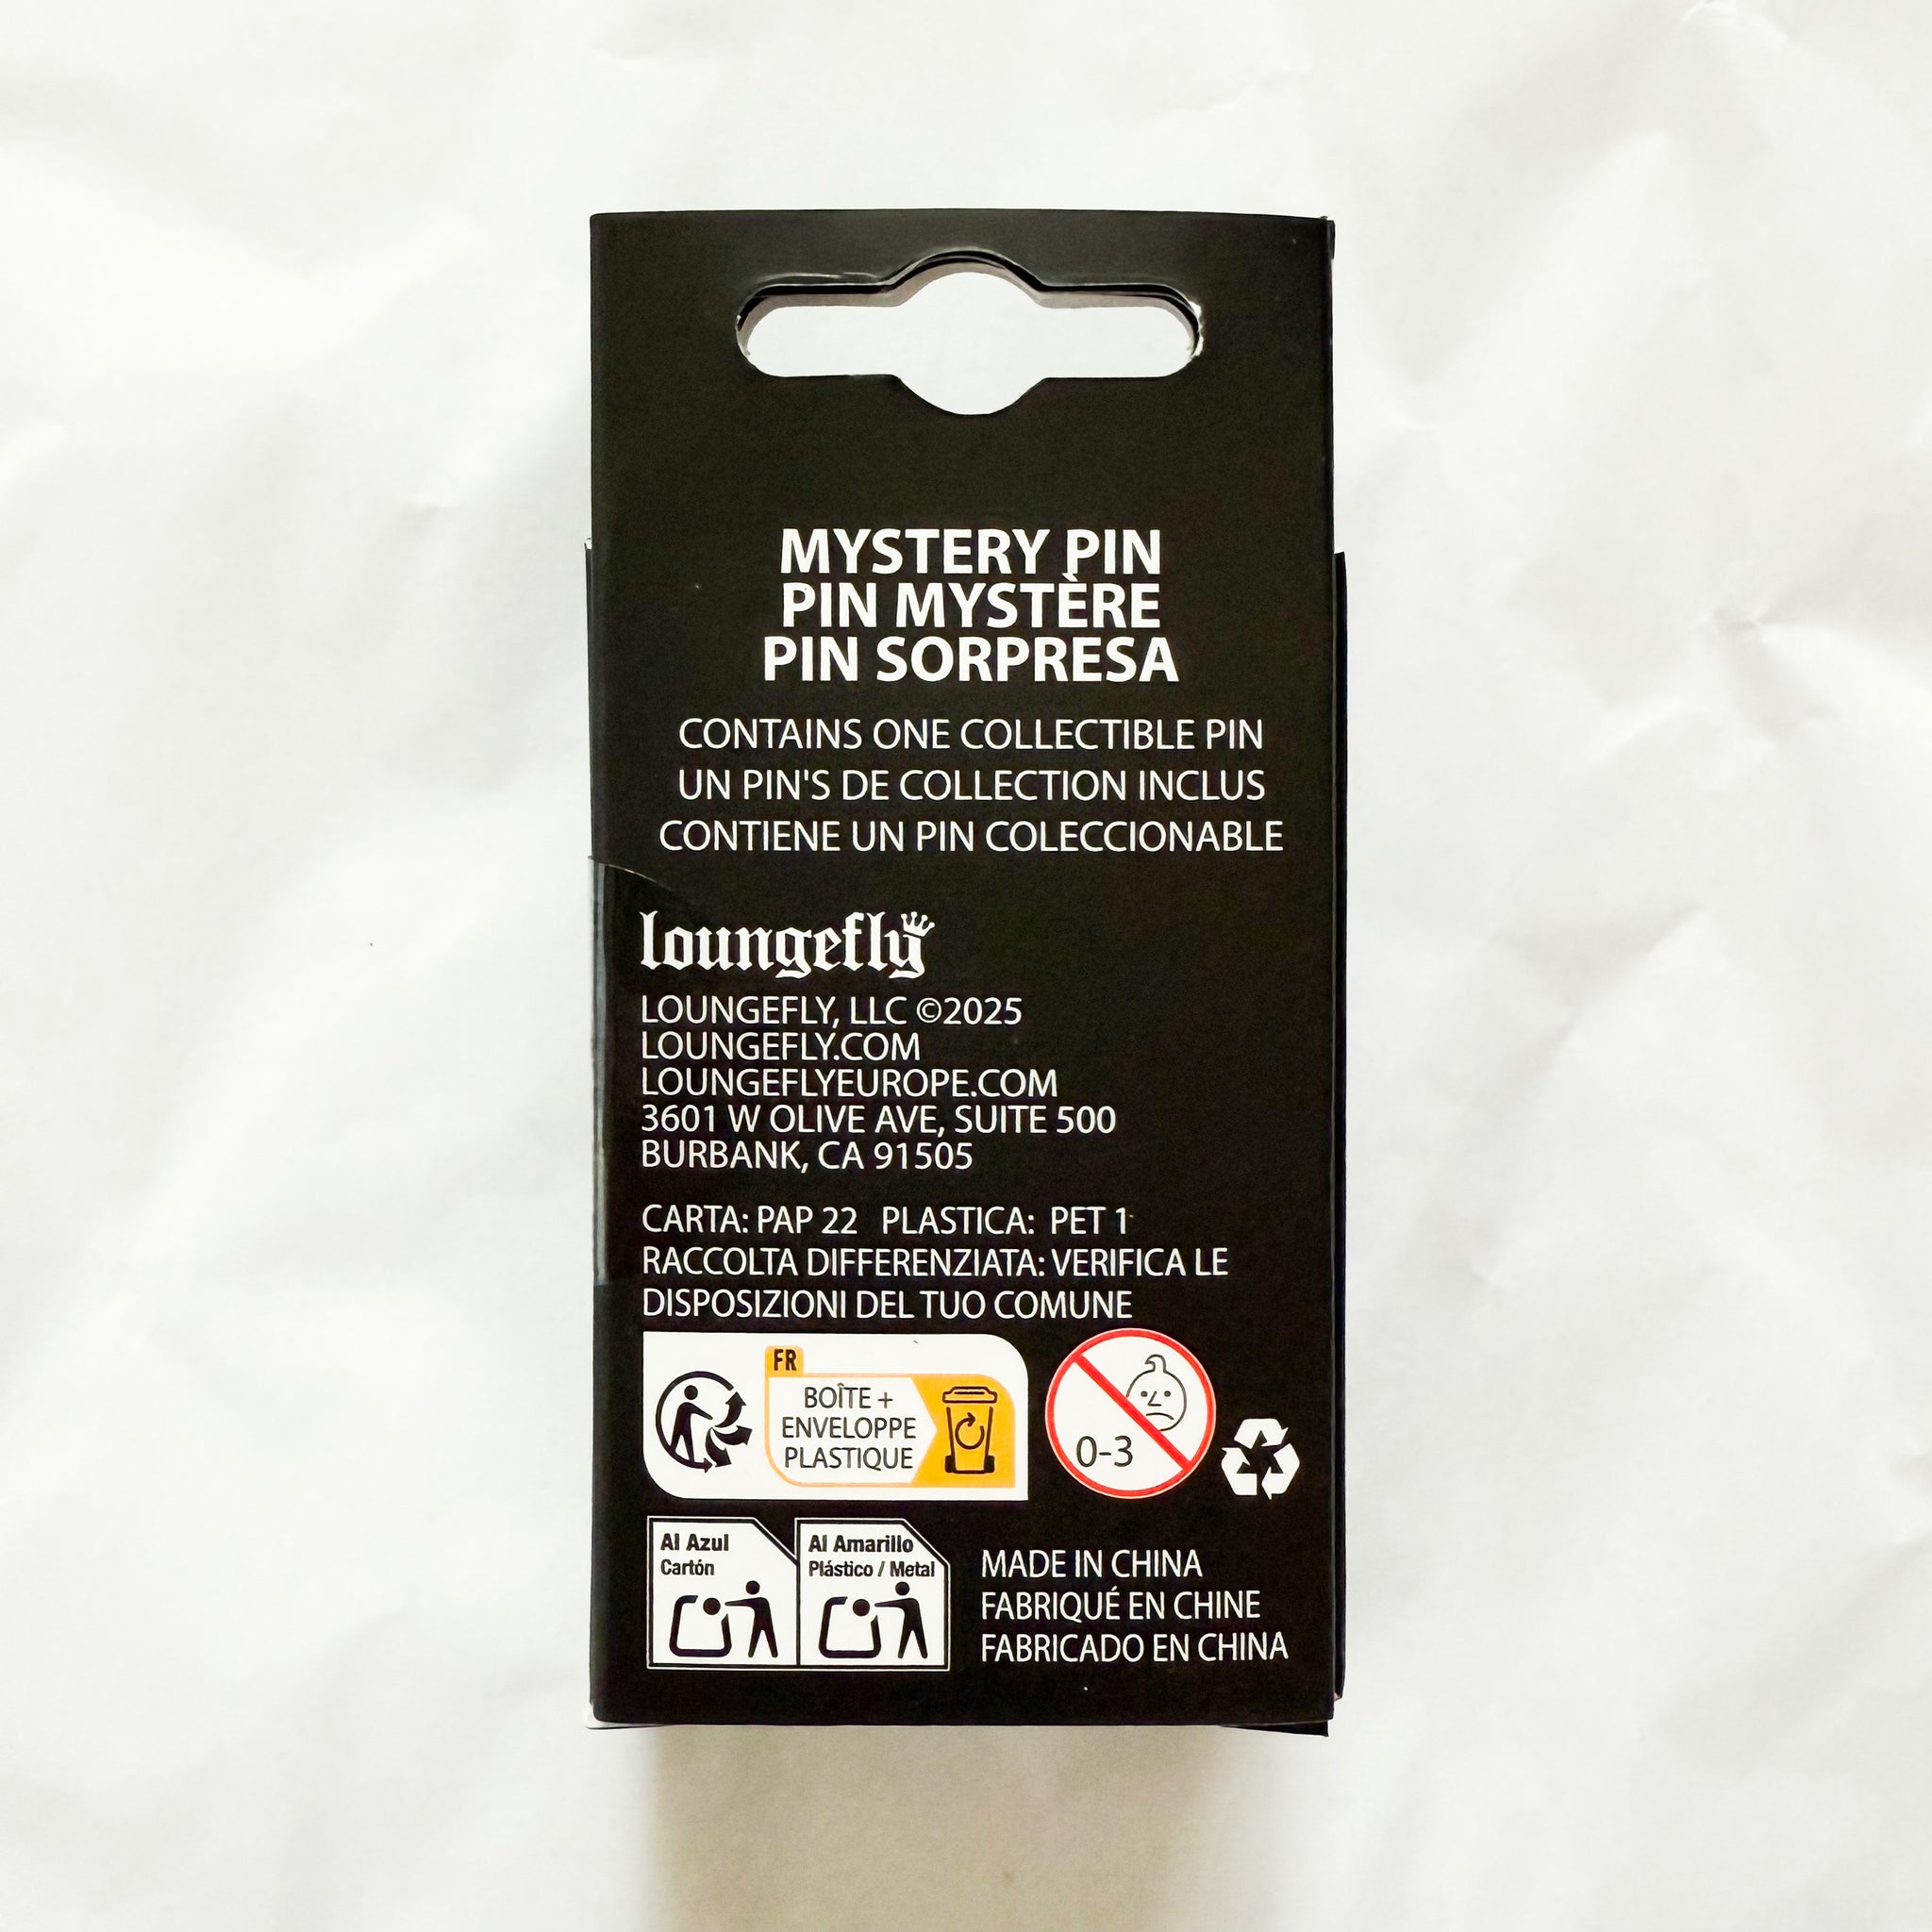 MYSTERY PIN
PIN MYSTÈRE
PIN SORPRESA
CONTAINS ONE COLLECTIBLE PIN
UN PIN'S DE COLLECTION INCLUS
CONTIENE UN PIN COLECCIONABLE
loungefly
LOUNGEFLY, LLC ©2025
LOUNGEFLY.COM
LOUNGEFLYEUROPE.COM
3601 W OLIVE AVE, SUITE 500
BURBANK, CA 91505
CARTA: PAP 22 PLASTICA: PET 1
RACCOLTA DIFFERENZIATA: VERIFICA LE
DISPOSIZIONI DEL TUO COMUNE
FR
BOÎTE +
ENVELOPPE
PLASTIQUE
0-3
Al Azul
Cartón
Al Amarillo
Plástico / Metal
MADE IN CHINA
FABRIQUÉ EN CHINE
FABRICADO EN CHINA